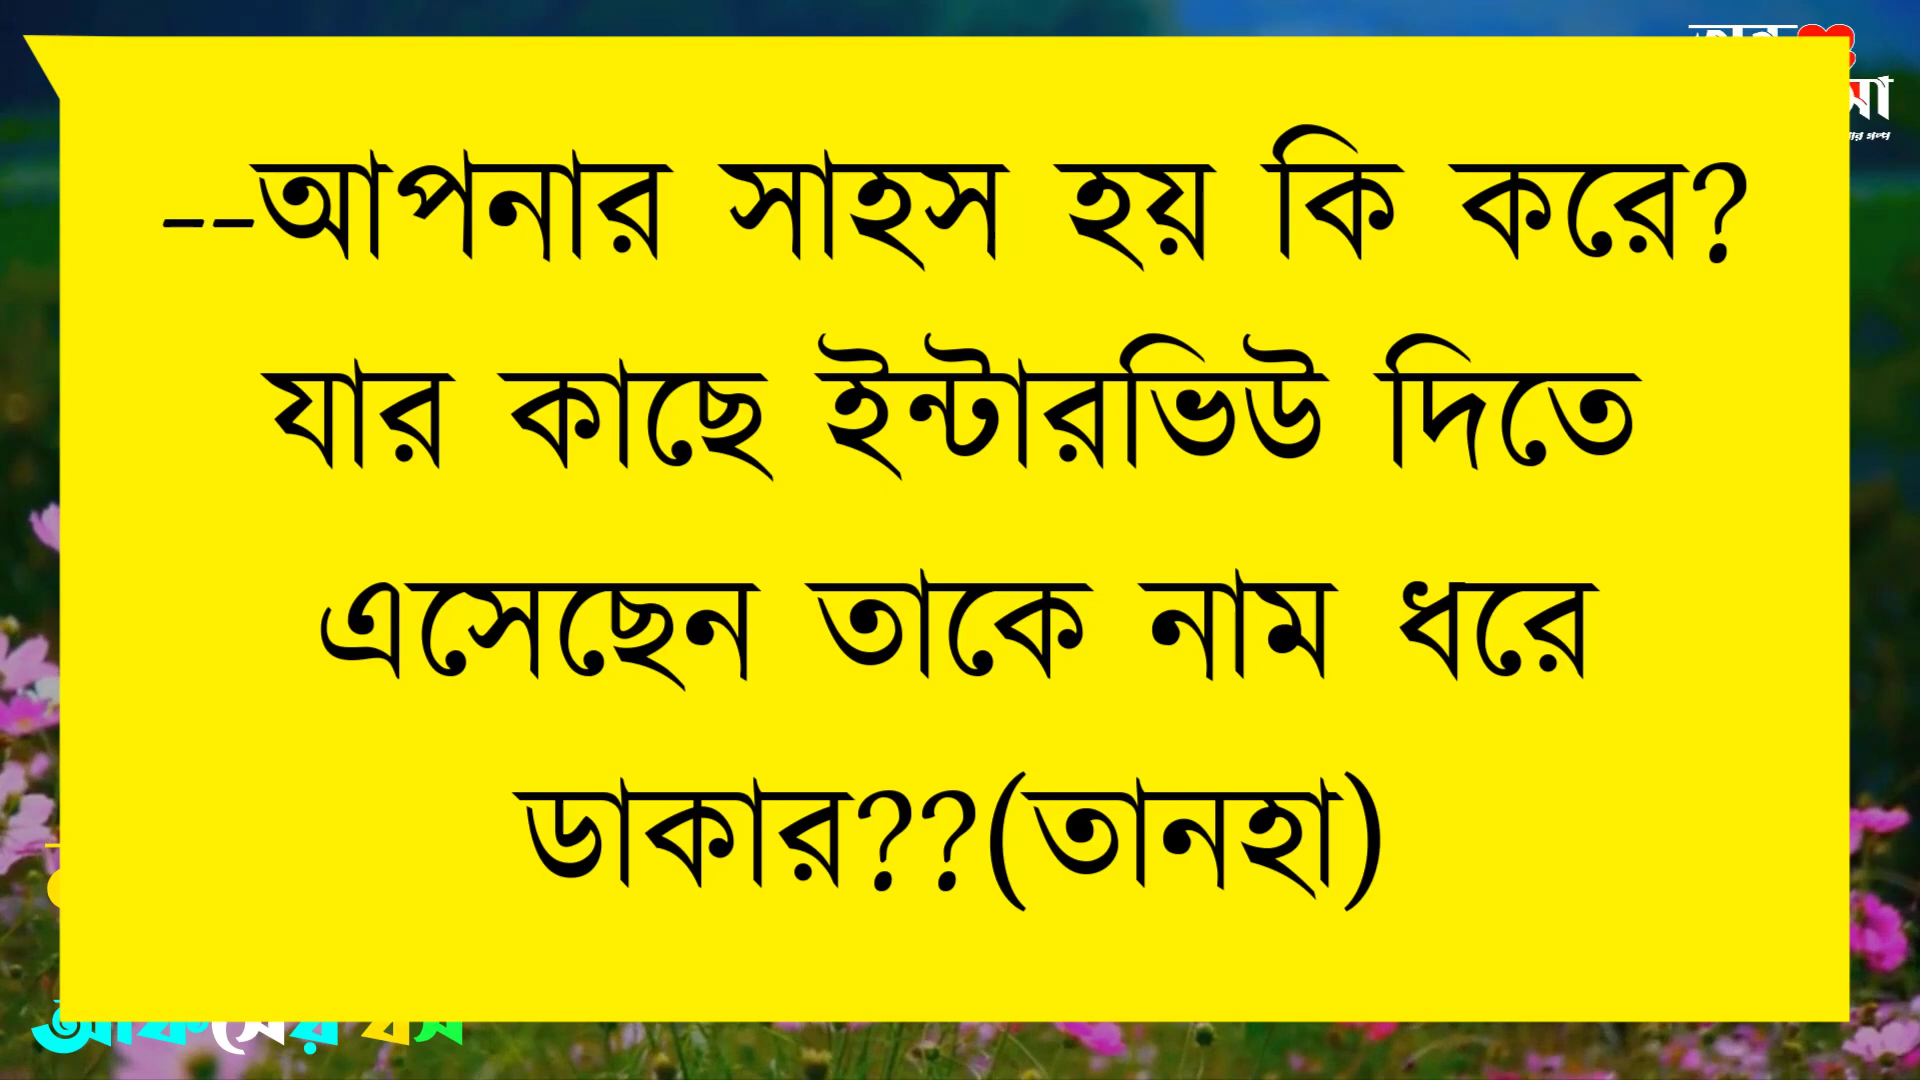 --আপনার সাহস হয় কি করে?
যার কাছে ইন্টারভিউ দিতে
এসেছেন তাকে নাম ধরে
ডাকার??(তানহা)